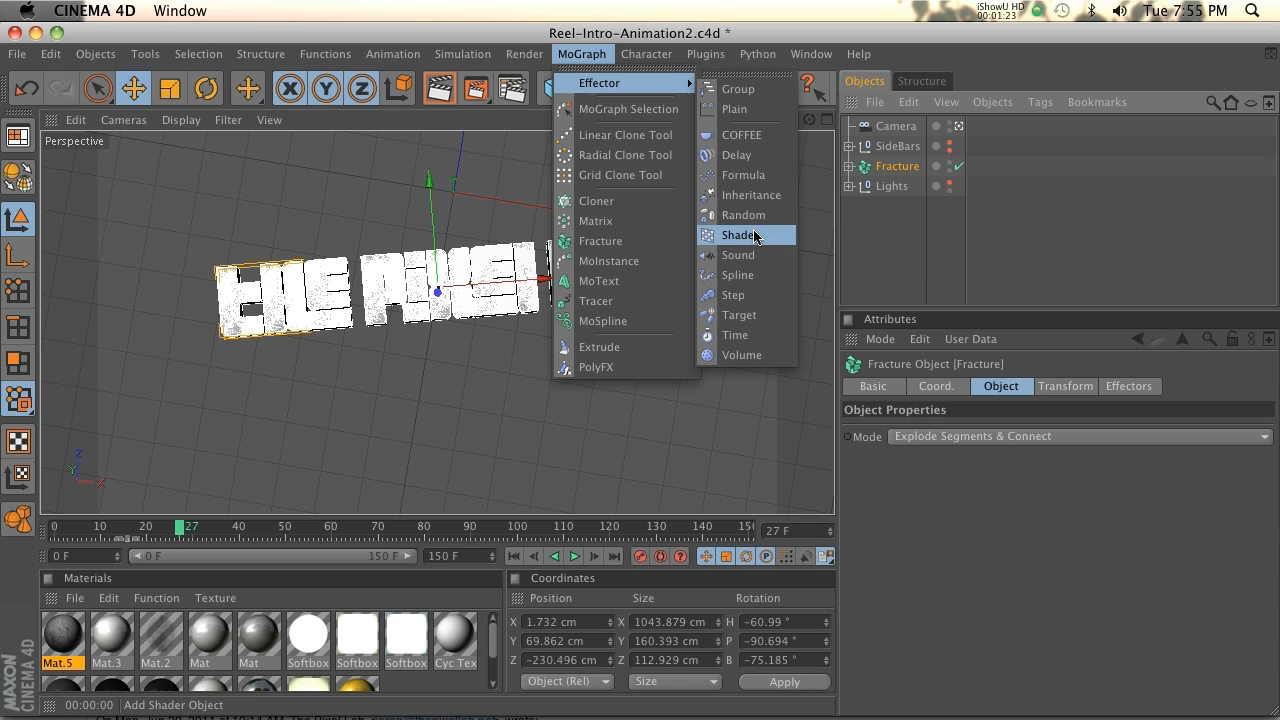 CINEMA 4D Window
iShowU HD
00:01:23
Tue 7:55 PM
Reel-Intro-Animation2.c4d *
File Edit Objects Tools Selection Structure Functions Animation Simulation Render MoGraph Character Plugins Python Window Help
Edit Cameras Display Filter View
Perspective
Effector
MoGraph Selection
Linear Clone Tool
Radial Clone Tool
Grid Clone Tool
Cloner
Matrix
Fracture
MoInstance
MoText
Tracer
MoSpline
Extrude
PolyFX
Group
Plain
COFFEE
Delay
Formula
Inheritance
Random
Shade
Sound
Spline
Step
Target
Time
Volume
Objects Structure
File Edit View Objects Tags Bookmarks
Camera
SideBars
Fracture
Lights
Attributes
Mode Edit User Data
Fracture Object [Fracture]
Basic Coord. Object Transform Effectors
Object Properties
Mode Explode Segments & Connect
Z
Y X
0 10 20 27 40 50 60 70 80 90 100 110 120 130 140 15
27 F
0 F 0 F 150 F 150 F
Materials
File Edit Function Texture
Mat.5 Mat.3 Mat.2 Mat Mat Softbox Softbox Softbox Cyc Tex
Coordinates
Position Size Rotation
X 1.732 cm X 1043.879 cm H -60.99 °
Y 69.862 cm Y 160.393 cm P -90.694 °
Z -230.496 cm Z 112.929 cm B -75.185 °
Object (Rel) Size Apply
MAXON
CINEMA 4D
00:00:00 Add Shader Object